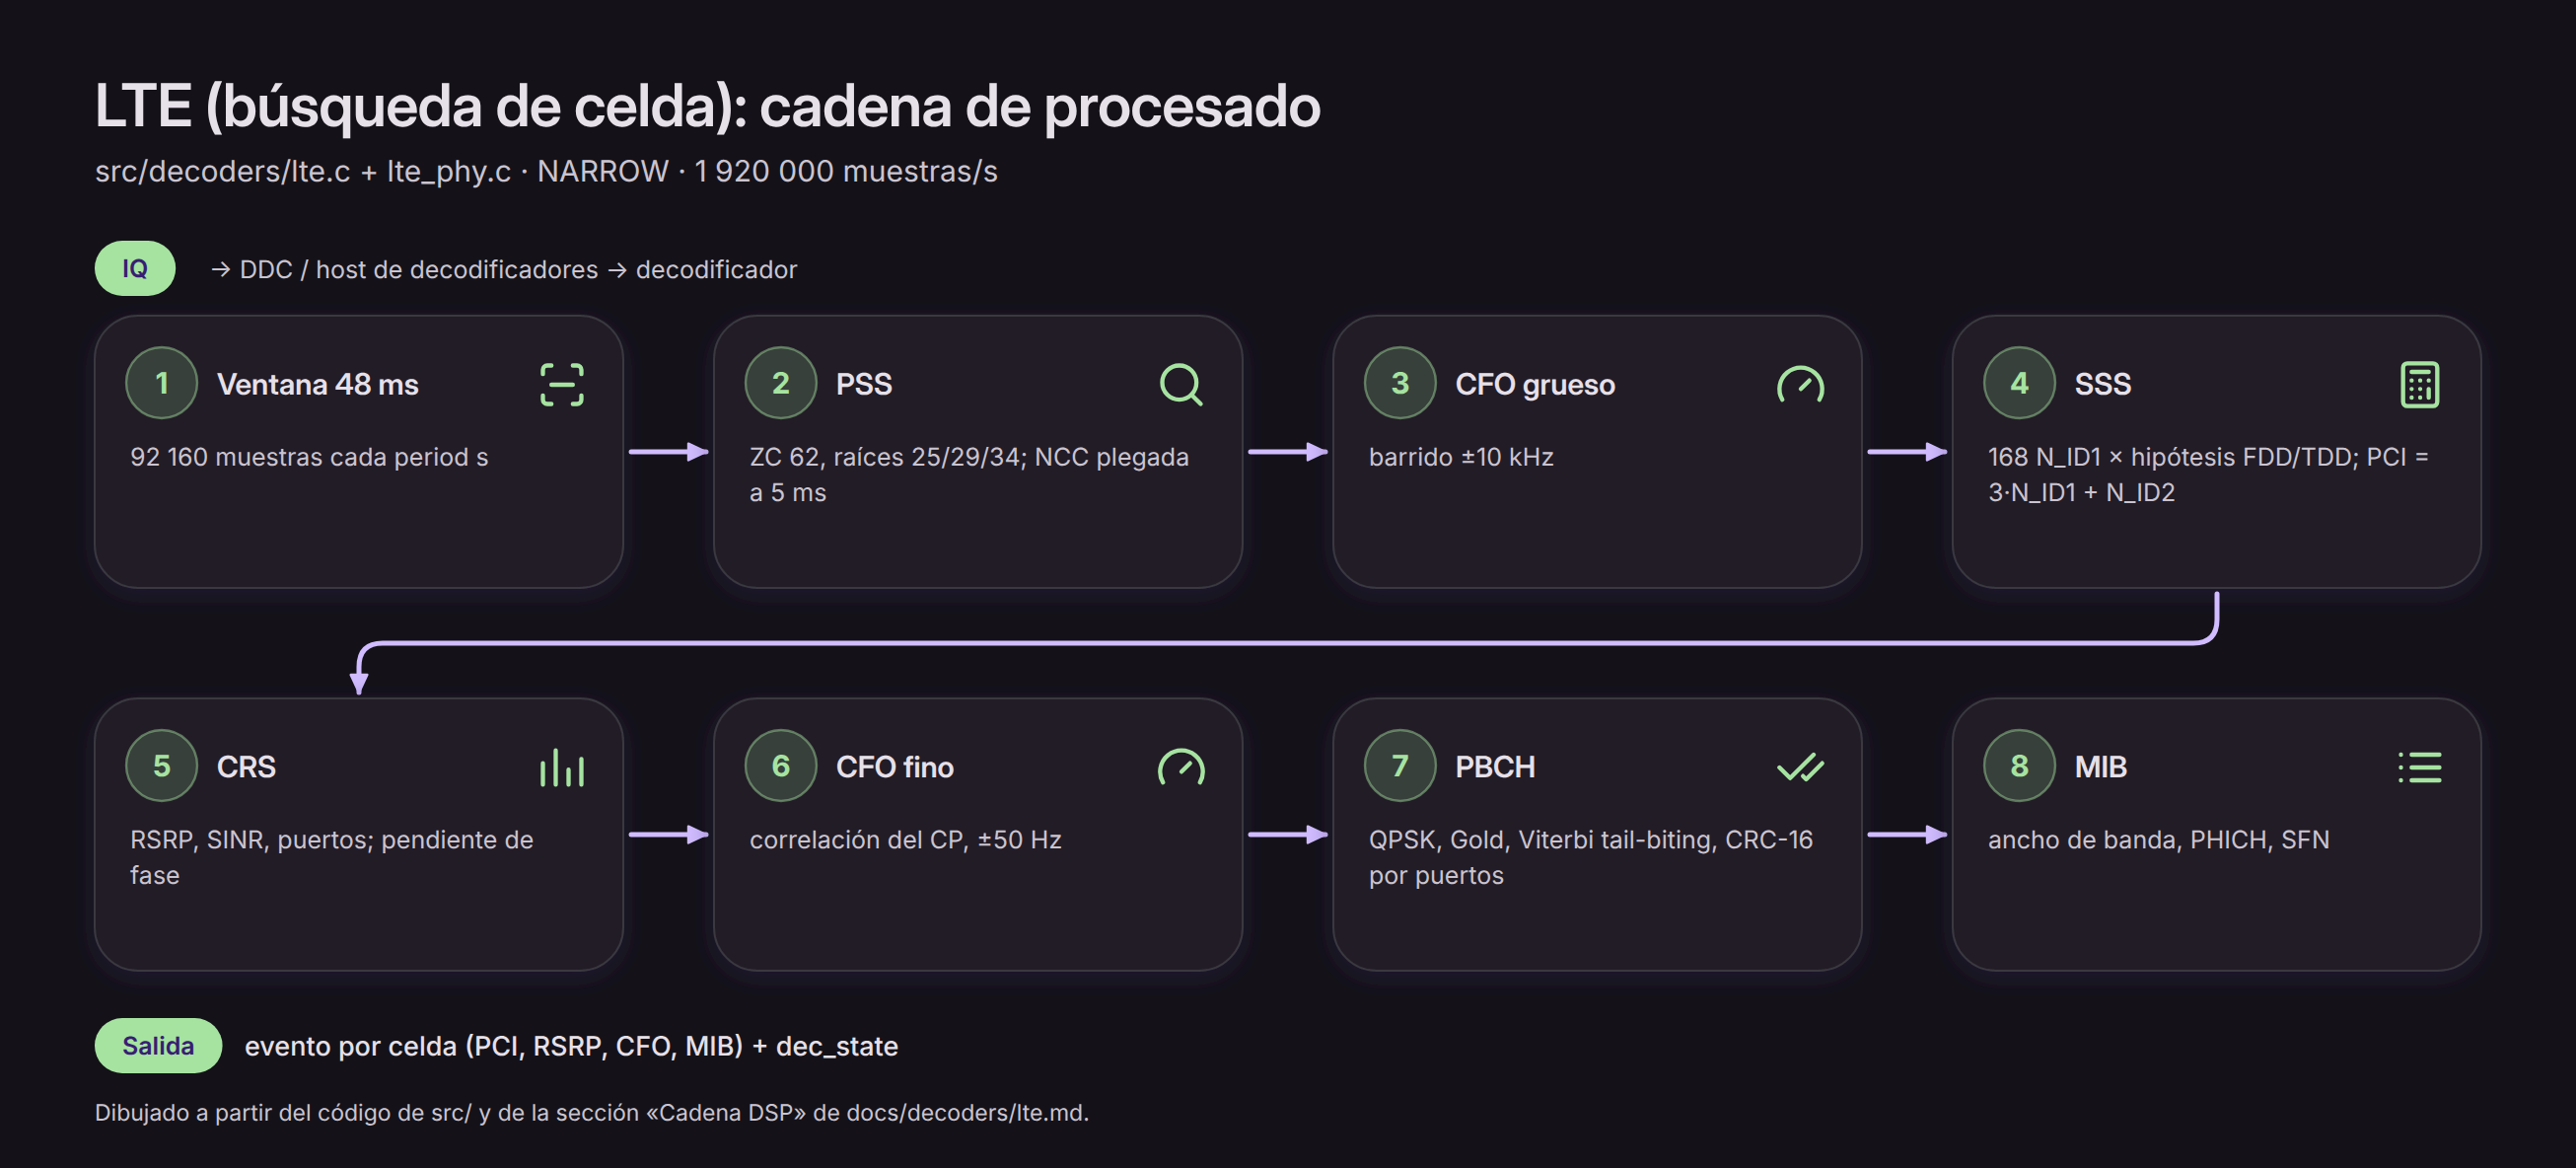 LTE (búsqueda de celda): cadena de procesado
src/decoders/lte.c + lte_phy.c · NARROW · 1 920 000 muestras/s
IQ → DDC / host de decodificadores → decodificador
1 Ventana 48 ms
92 160 muestras cada period s
2 PSS
ZC 62, raíces 25/29/34; NCC plegada
a 5 ms
3 CFO grueso
barrido ±10 kHz
4 SSS
168 N_ID1 × hipótesis FDD/TDD; PCI =
3·N_ID1 + N_ID2
5 CRS
RSRP, SINR, puertos; pendiente de
fase
6 CFO fino
correlación del CP, ±50 Hz
7 PBCH
QPSK, Gold, Viterbi tail-biting, CRC-16
por puertos
8 MIB
ancho de banda, PHICH, SFN
Salida evento por celda (PCI, RSRP, CFO, MIB) + dec_state
Dibujado a partir del código de src/ y de la sección «Cadena DSP» de docs/decoders/lte.md.